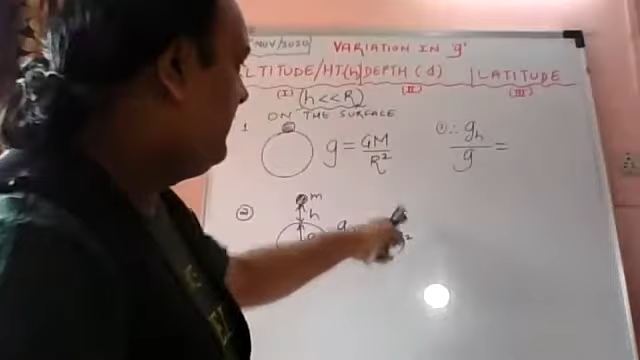 NOV/2020
VARIATION IN 'g'
LTITUDE/HT(h) DEPTH (d) LATITUDE
(I) (II) (III)
(h<<R)
ON THE SURFACE
1 g = GM/R² ① ∴ gh/g =
② m
h